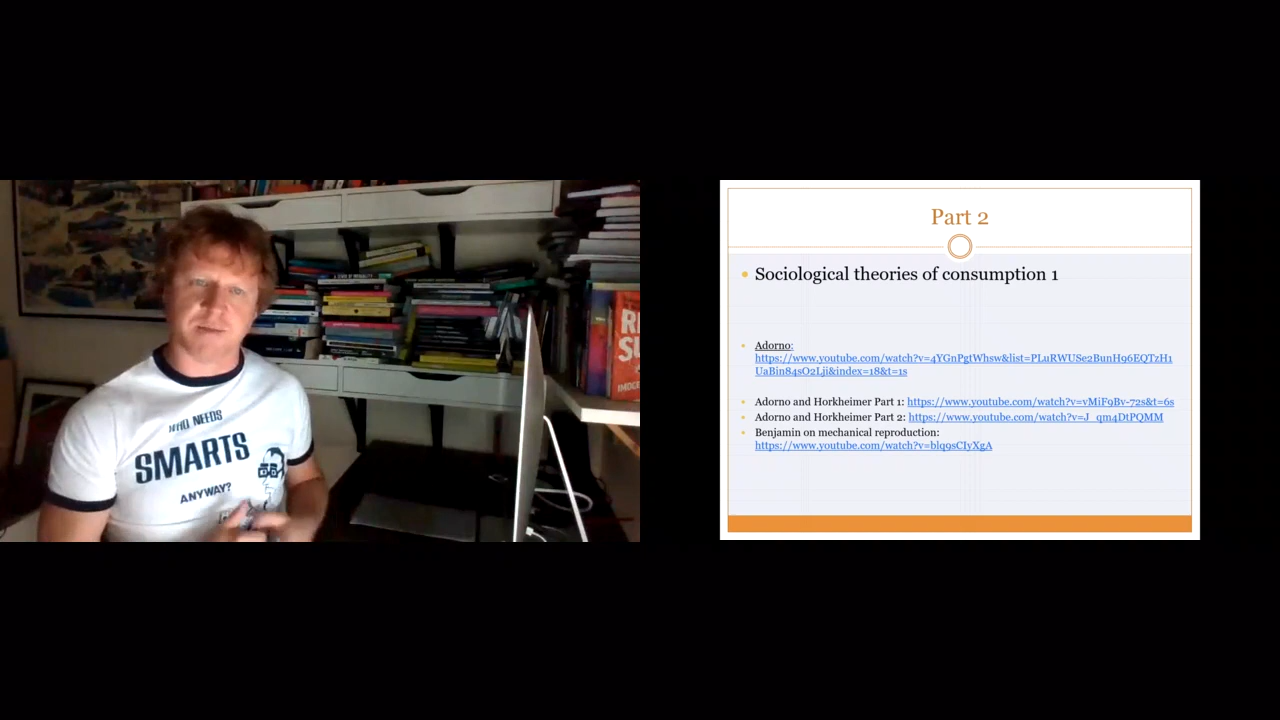 WHO NEEDS
SMARTS
ANYWAY?
Part 2
Sociological theories of consumption 1
Adorno:
https://www.youtube.com/watch?v=4YGnPgtWhsw&list=PLuRWUSe2BunH96EQTzH1
UaBin84sO2Lji&index=18&t=1s
Adorno and Horkheimer Part 1: https://www.youtube.com/watch?v=vMiF9Bv-72s&t=6s
Adorno and Horkheimer Part 2: https://www.youtube.com/watch?v=J_qm4DtPQMM
Benjamin on mechanical reproduction:
https://www.youtube.com/watch?v=blq9sCIyXgA